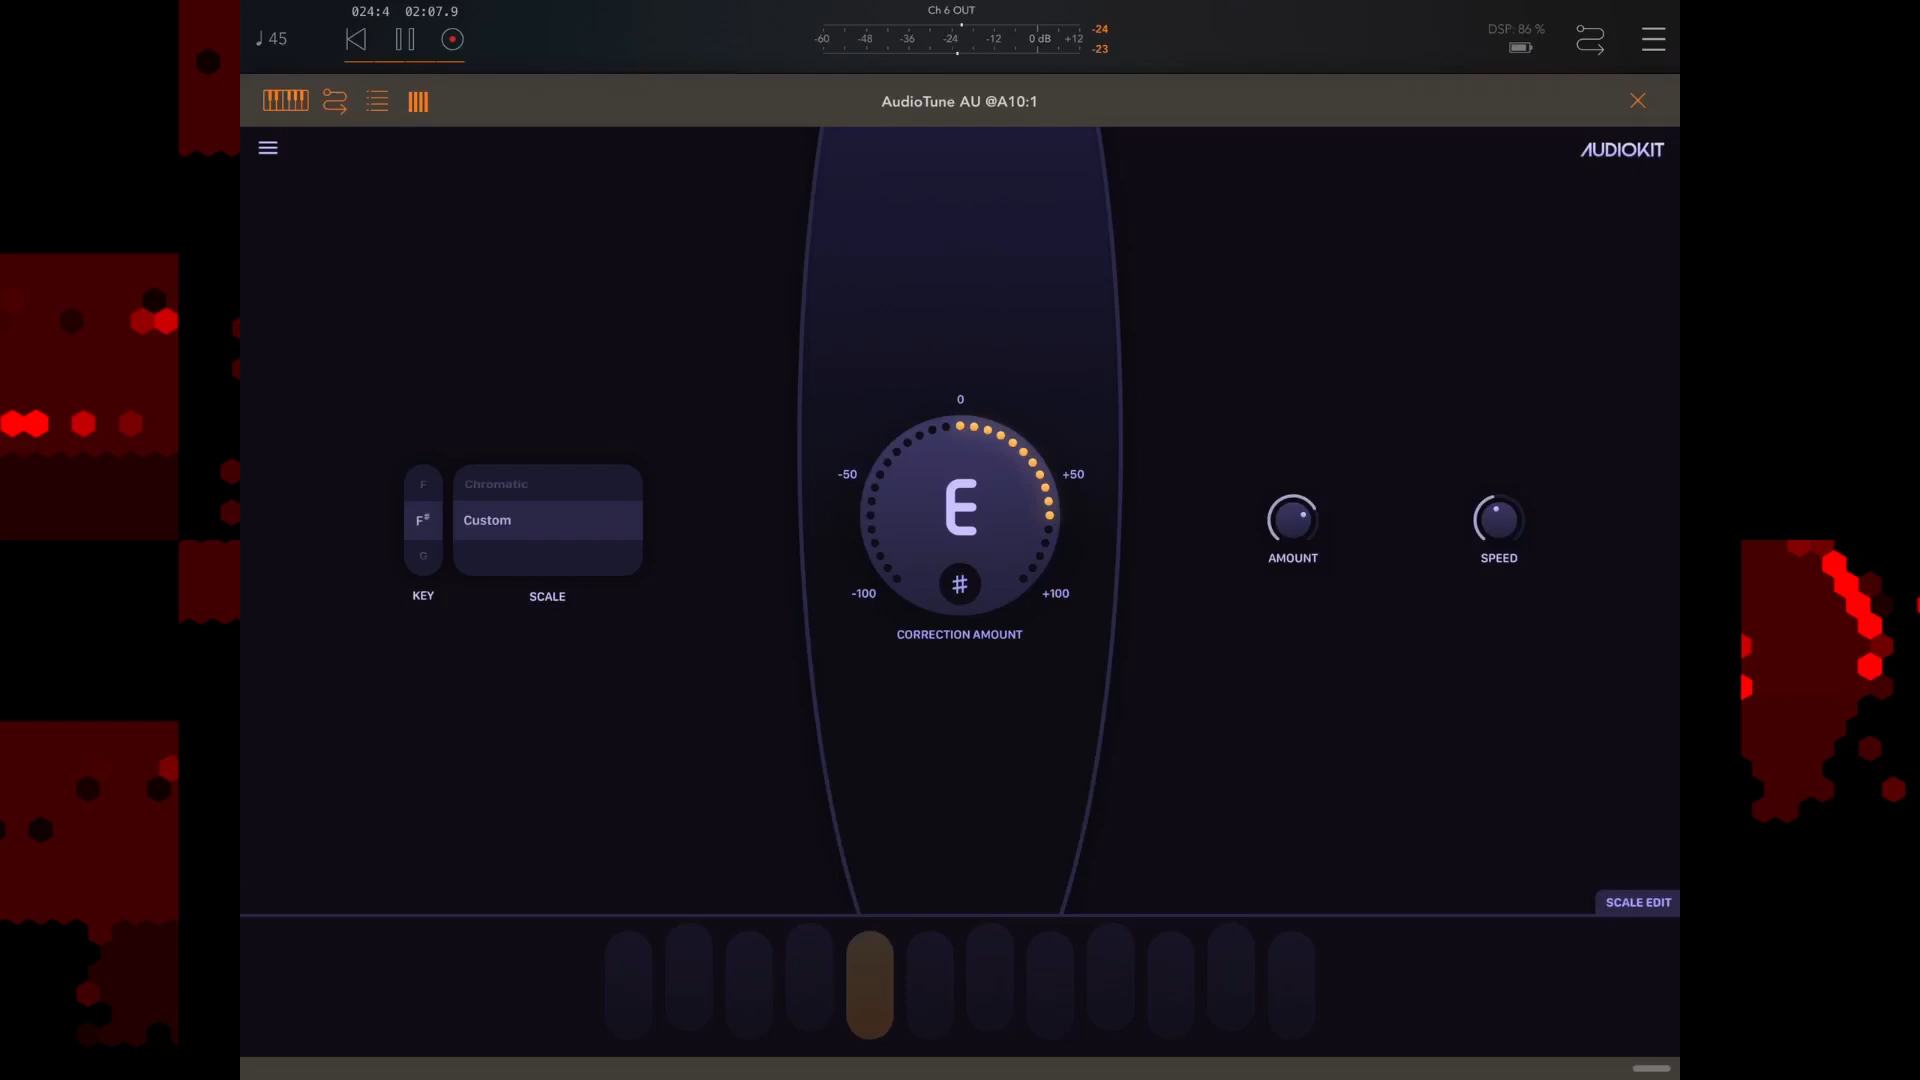 024:4 02:07.9
Ch 6 OUT
♩ 45
-60 -48 -36 -24 -12 0 dB +12
-24
-23
DSP: 86 %
AudioTune AU @A10:1
AUDIOKIT
0
-50 +50
-100 +100
E
#
CORRECTION AMOUNT
F
F#
G
KEY
Chromatic
Custom
SCALE
AMOUNT
SPEED
SCALE EDIT